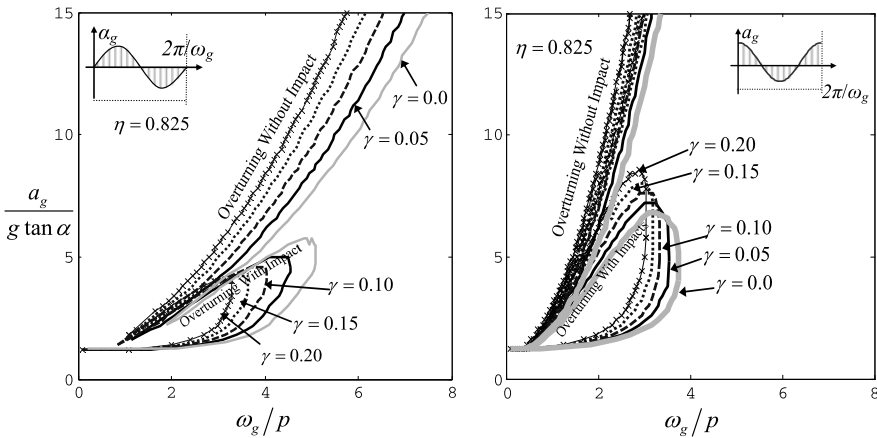 15
10
5
0
0
2
4
6
8
a_g
g tan α
ω_g/p
α_g
2π/ω_g
η = 0.825
Overturning Without Impact
Overturning With Impact
γ = 0.0
γ = 0.05
γ = 0.10
γ = 0.15
γ = 0.20
15
10
5
0
0
2
4
6
8
ω_g/p
η = 0.825
a_g
2π/ω_g
Overturning Without Impact
Overturning With Impact
γ = 0.20
γ = 0.15
γ = 0.10
γ = 0.05
γ = 0.0